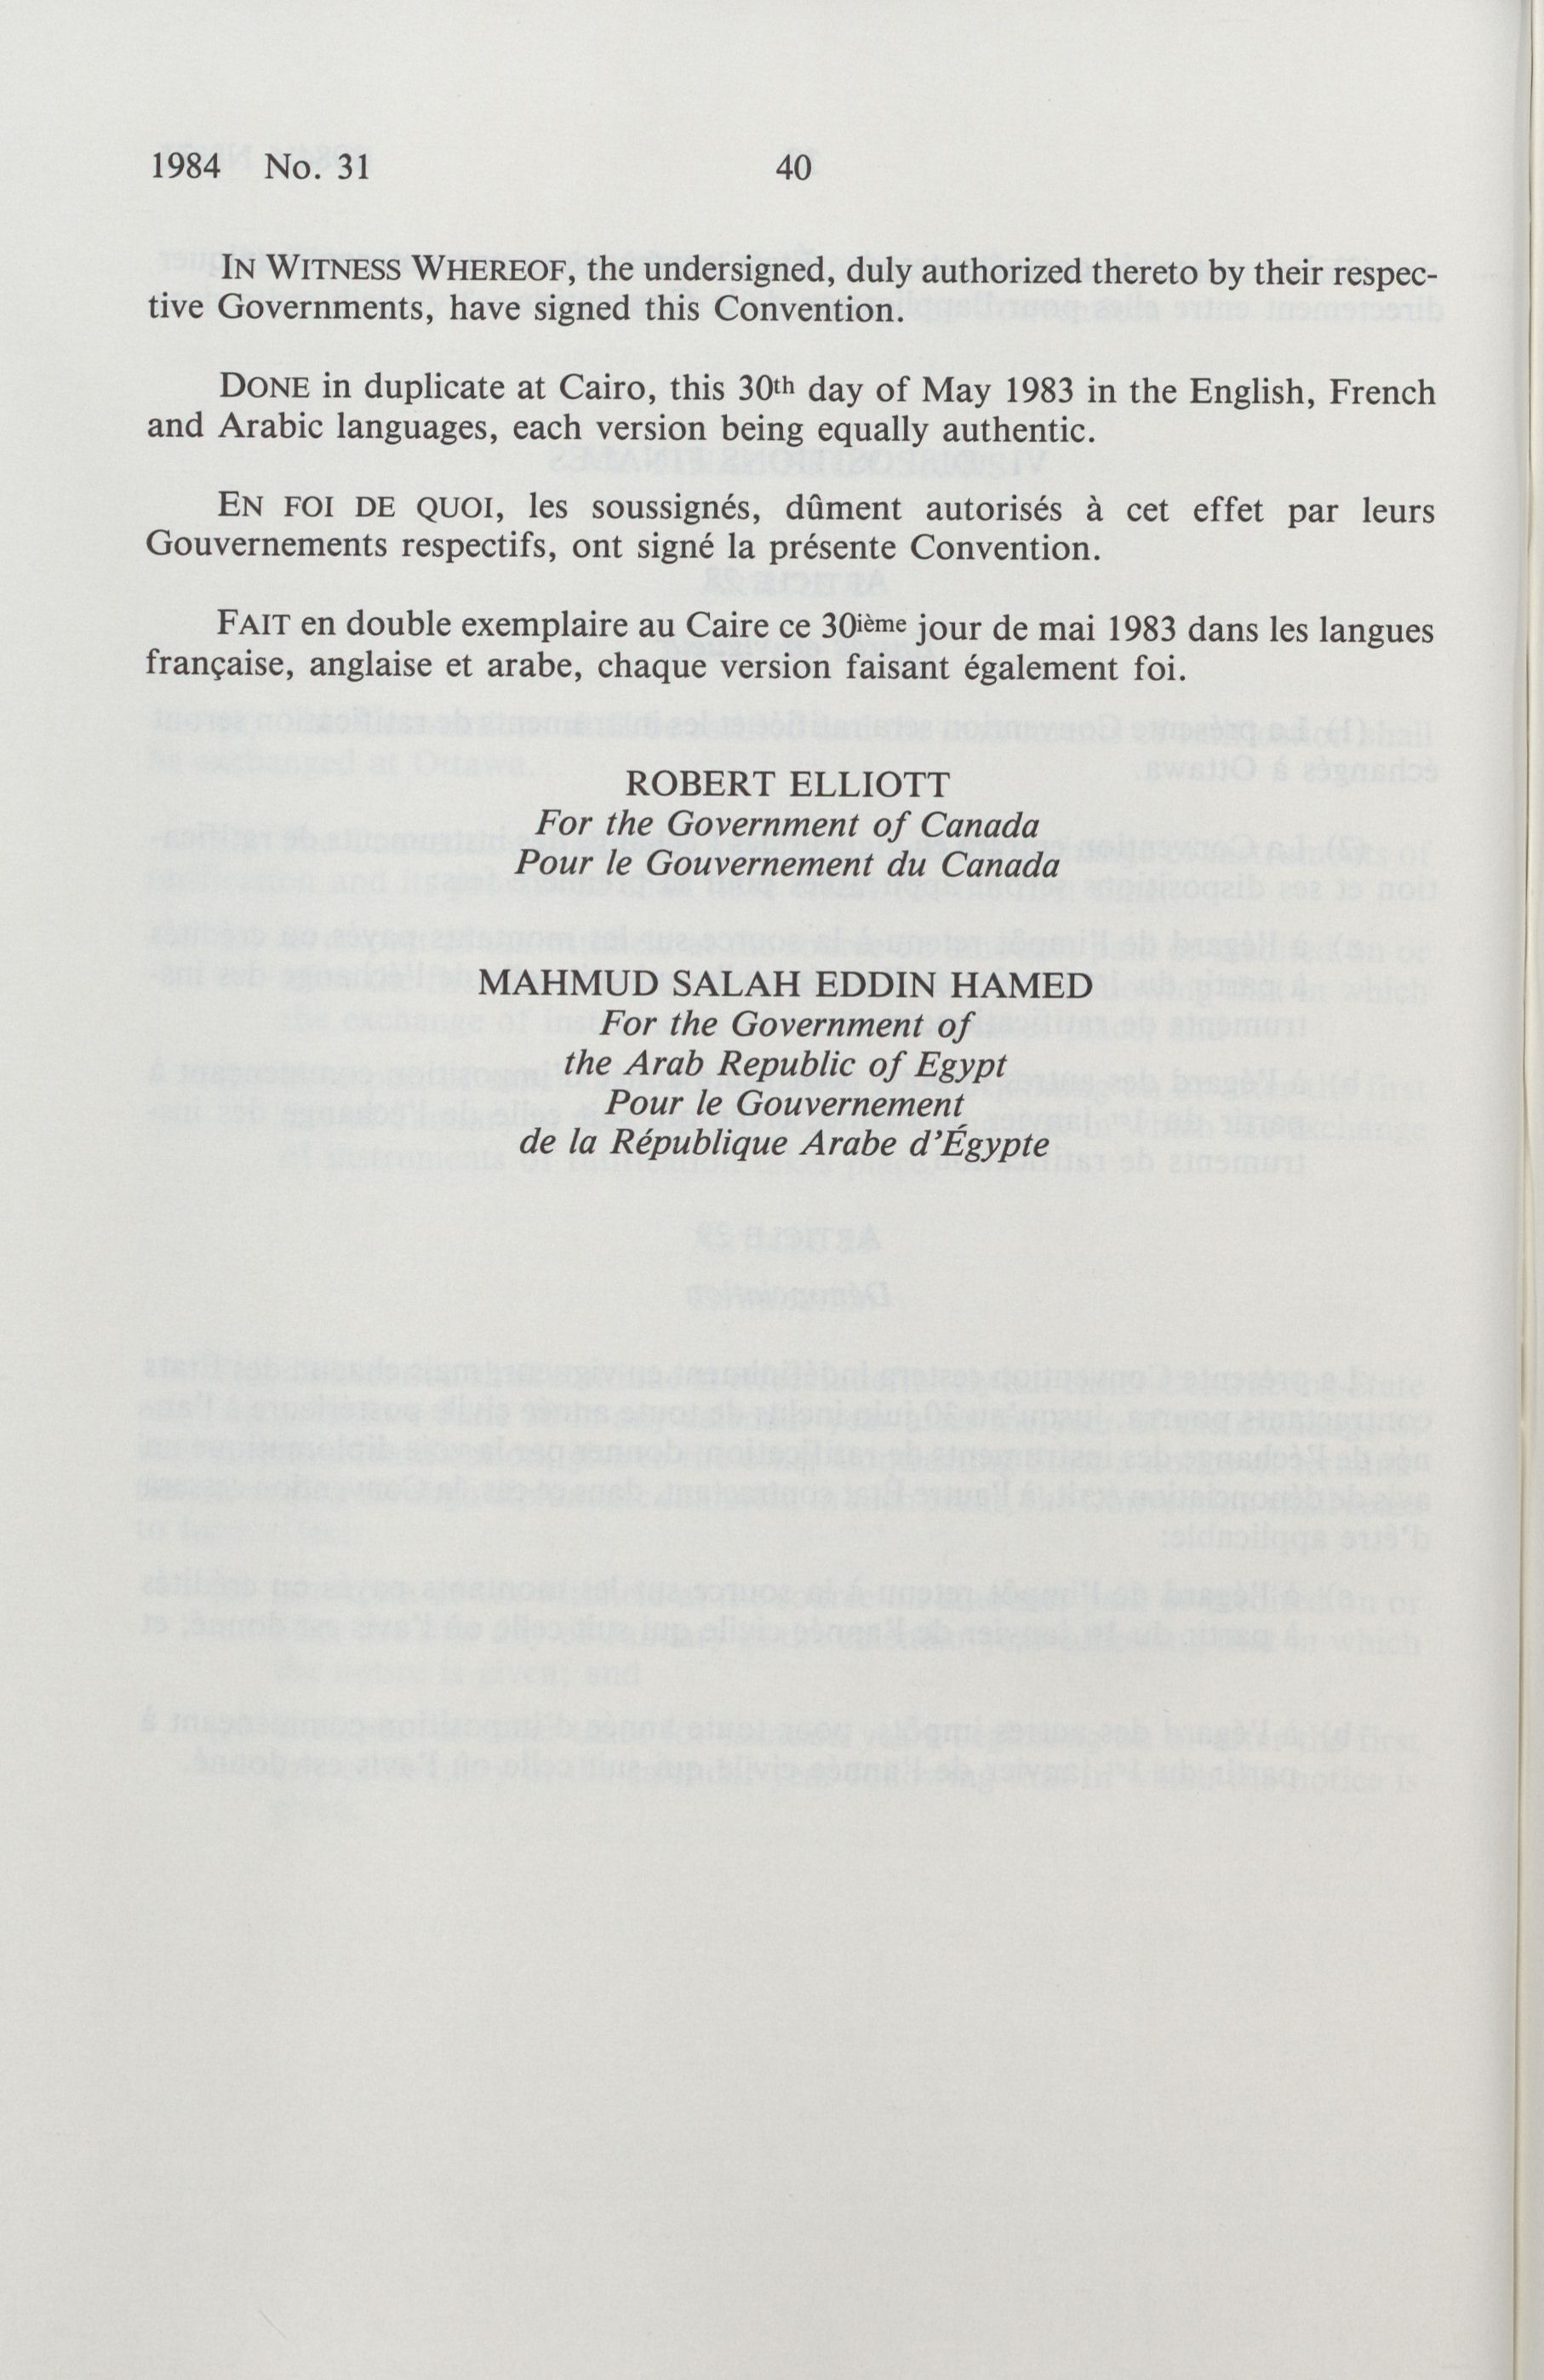 1984 No. 31 40
IN WITNESS WHEREOF, the undersigned, duly authorized thereto by their respec-
tive Governments, have signed this Convention.
DONE in duplicate at Cairo, this 30th day of May 1983 in the English, French
and Arabic languages, each version being equally authentic.
EN FOI DE QUOI, les soussignés, dûment autorisés à cet effet par leurs
Gouvernements respectifs, ont signé la présente Convention.
FAIT en double exemplaire au Caire ce 30ième jour de mai 1983 dans les langues
française, anglaise et arabe, chaque version faisant également foi.
ROBERT ELLIOTT
For the Government of Canada
Pour le Gouvernement du Canada
MAHMUD SALAH EDDIN HAMED
For the Government of
the Arab Republic of Egypt
Pour le Gouvernement
de la République Arabe d'Égypte